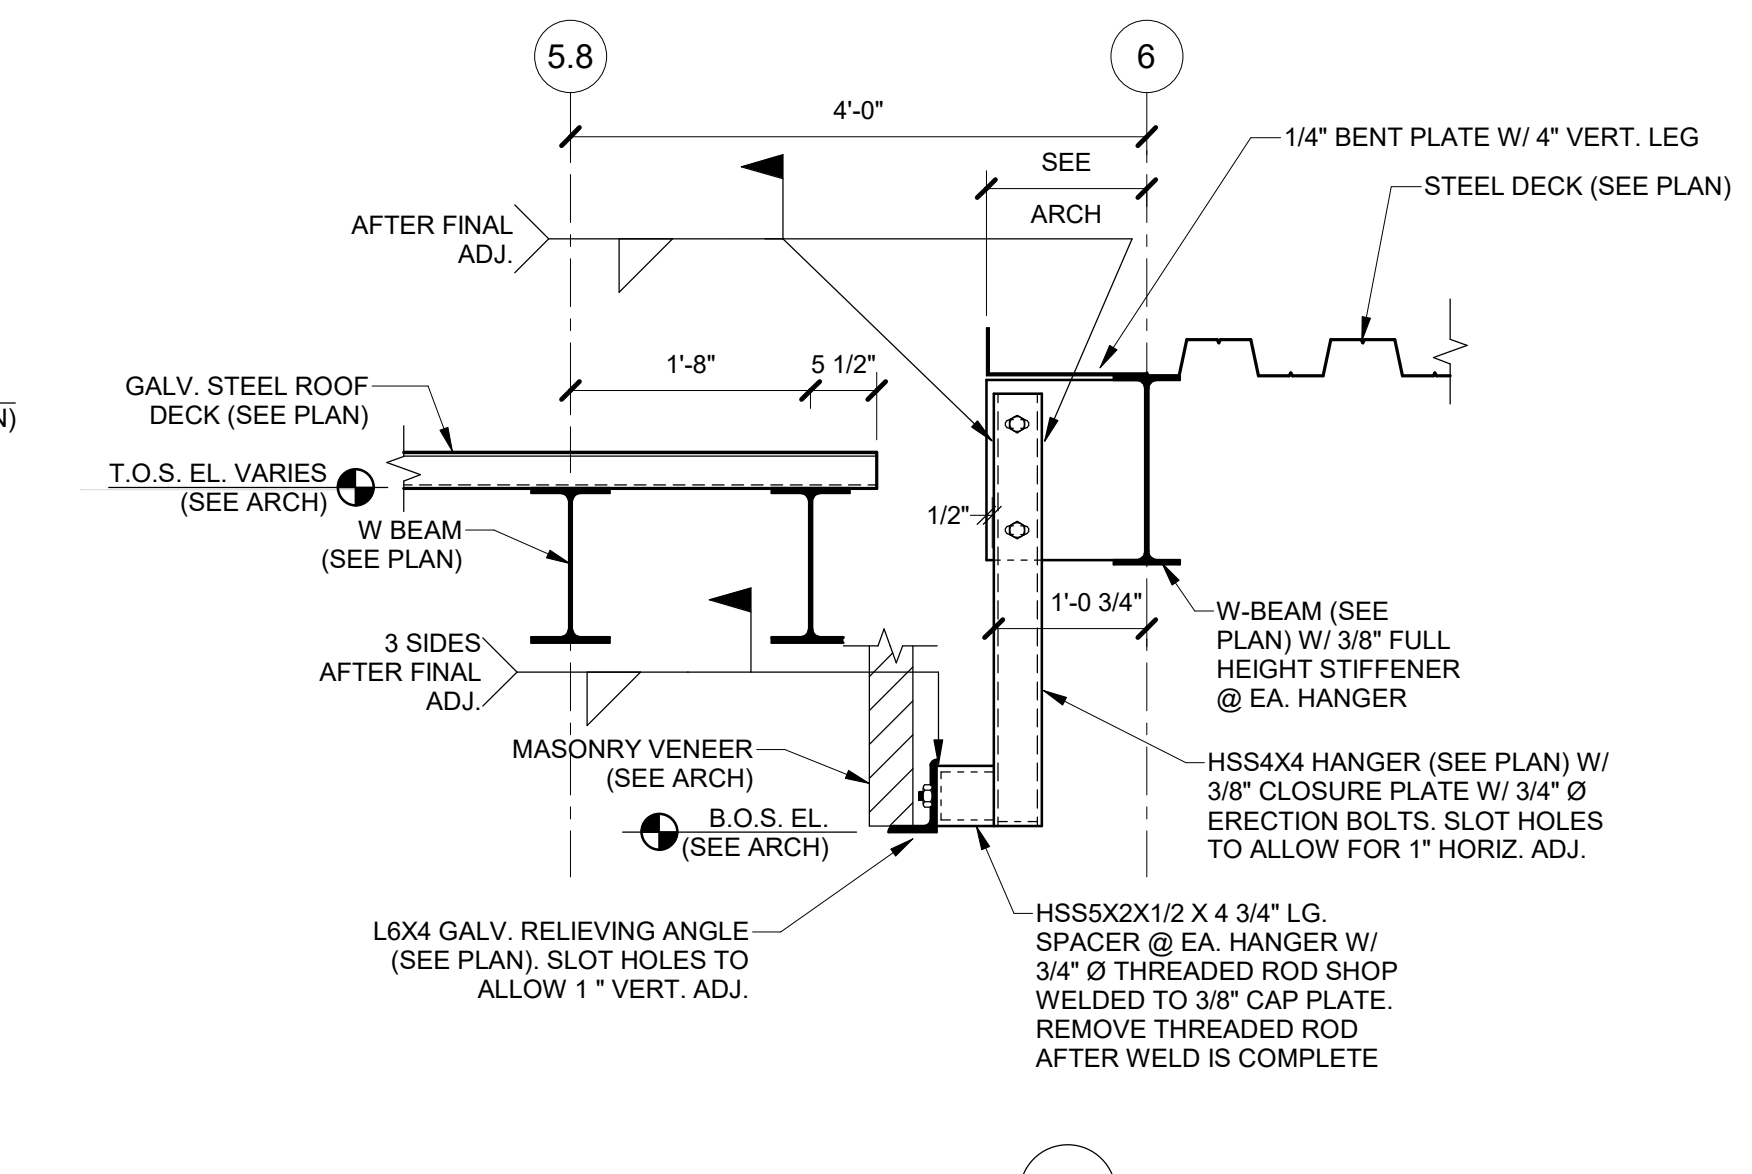 5.8
6
4'-0"
1/4" BENT PLATE W/ 4" VERT. LEG
SEE
ARCH
STEEL DECK (SEE PLAN)
AFTER FINAL
ADJ.
1'-8"
5 1/2"
GALV. STEEL ROOF
DECK (SEE PLAN)
N)
T.O.S. EL. VARIES
(SEE ARCH)
W BEAM
(SEE PLAN)
1/2"
1'-0 3/4"
W-BEAM (SEE
PLAN) W/ 3/8" FULL
HEIGHT STIFFENER
@ EA. HANGER
3 SIDES
AFTER FINAL
ADJ.
MASONRY VENEER
(SEE ARCH)
HSS4X4 HANGER (SEE PLAN) W/
3/8" CLOSURE PLATE W/ 3/4" Ø
ERECTION BOLTS. SLOT HOLES
TO ALLOW FOR 1" HORIZ. ADJ.
B.O.S. EL.
(SEE ARCH)
L6X4 GALV. RELIEVING ANGLE
(SEE PLAN). SLOT HOLES TO
ALLOW 1 " VERT. ADJ.
HSS5X2X1/2 X 4 3/4" LG.
SPACER @ EA. HANGER W/
3/4" Ø THREADED ROD SHOP
WELDED TO 3/8" CAP PLATE.
REMOVE THREADED ROD
AFTER WELD IS COMPLETE